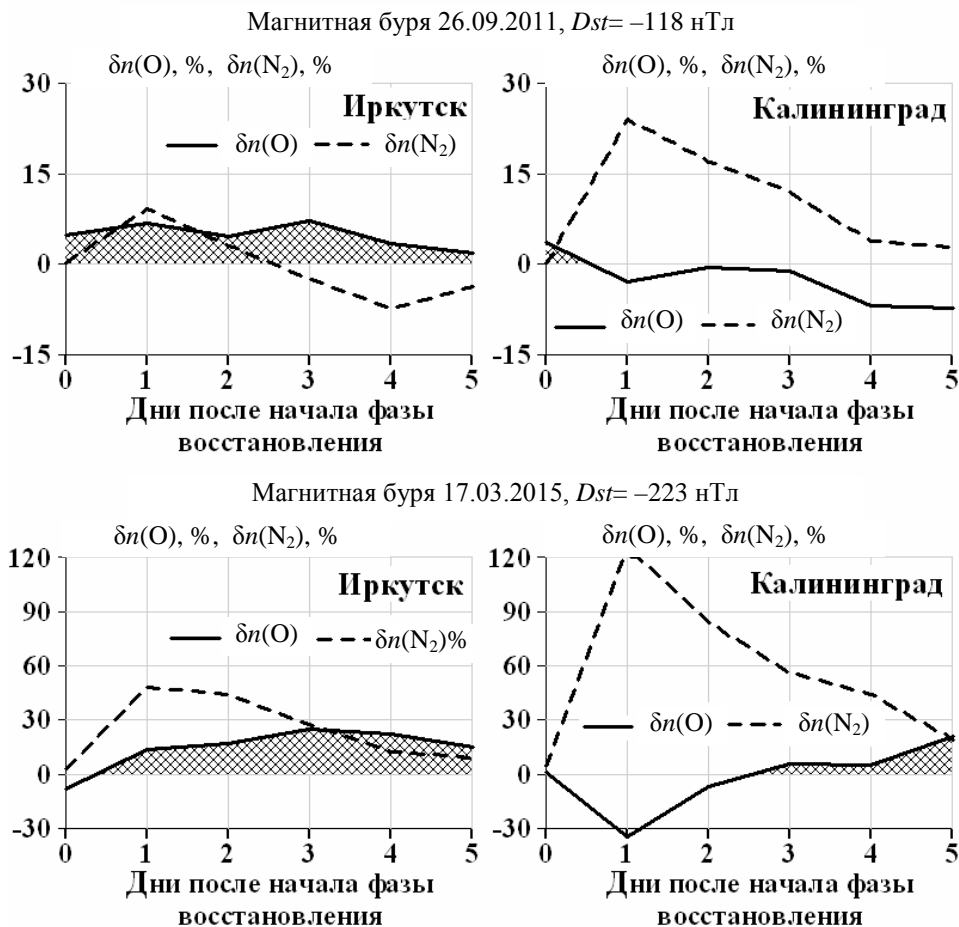 Магнитная буря 26.09.2011, Dst= –118 нТл
δn(O), %, δn(N₂), %
30
15
0
-15
Иркутск
δn(O) δn(N₂)
0 1 2 3 4 5
Дни после начала фазы
восстановления
δn(O), %, δn(N₂), %
30
15
0
-15
Калининград
δn(O) δn(N₂)
0 1 2 3 4 5
Дни после начала фазы
восстановления
Магнитная буря 17.03.2015, Dst= –223 нТл
δn(O), %, δn(N₂), %
120
90
60
30
0
-30
Иркутск
δn(O) δn(N₂)%
0 1 2 3 4 5
Дни после начала фазы
восстановления
δn(O), %, δn(N₂), %
120
90
60
30
0
-30
Калининград
δn(O) δn(N₂)
0 1 2 3 4 5
Дни после начала фазы
восстановления